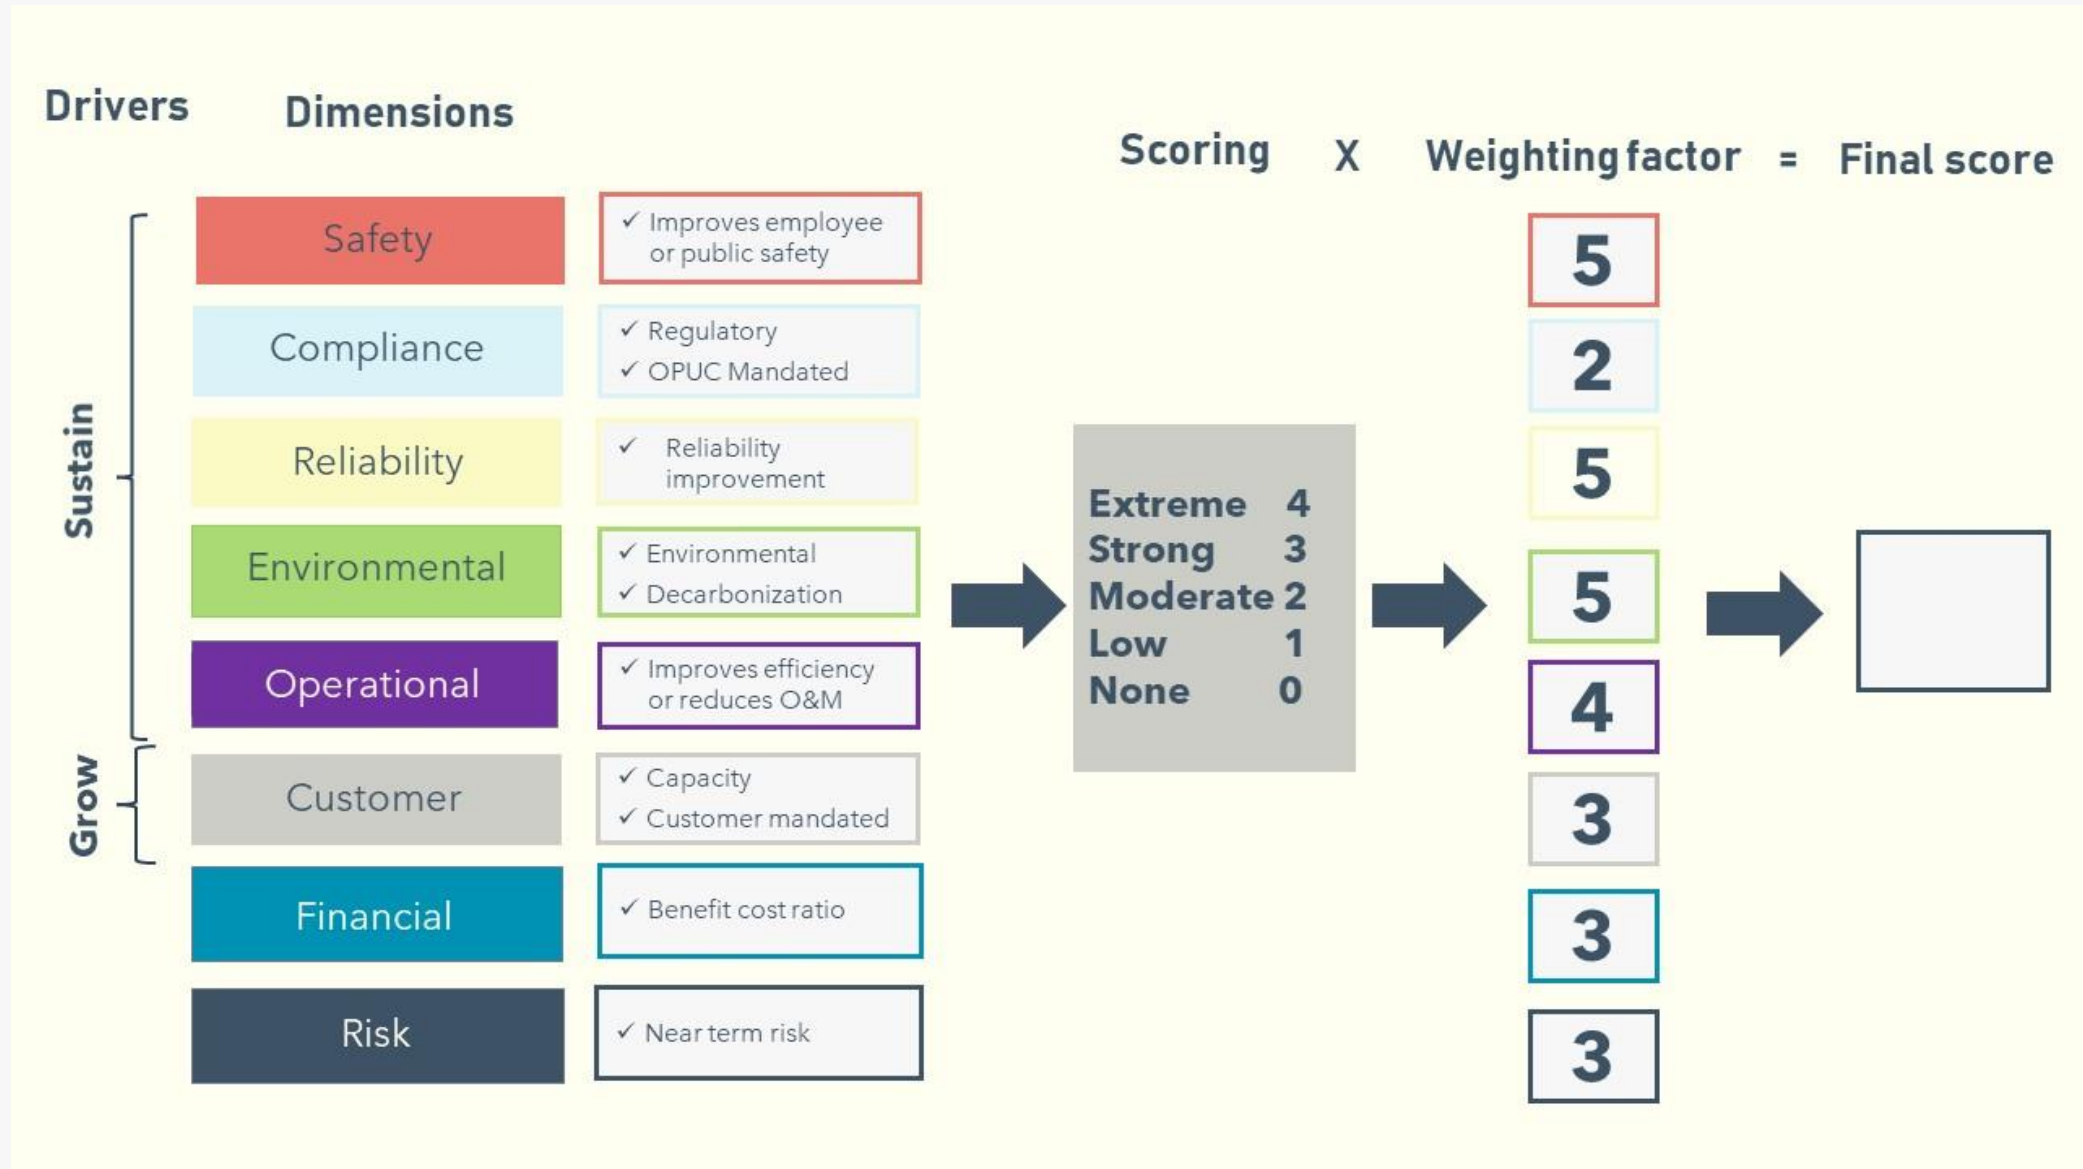 Drivers
Dimensions
Scoring X Weighting factor = Final score
Sustain
Safety
✓ Improves employee
or public safety
5
Compliance
✓ Regulatory
✓ OPUC Mandated
2
Reliability
✓ Reliability
improvement
5
Environmental
✓ Environmental
✓ Decarbonization
5
Operational
✓ Improves efficiency
or reduces O&M
4
Grow
Customer
✓ Capacity
✓ Customer mandated
3
Financial
✓ Benefit cost ratio
3
Risk
✓ Near term risk
3
Extreme 4
Strong 3
Moderate 2
Low 1
None 0